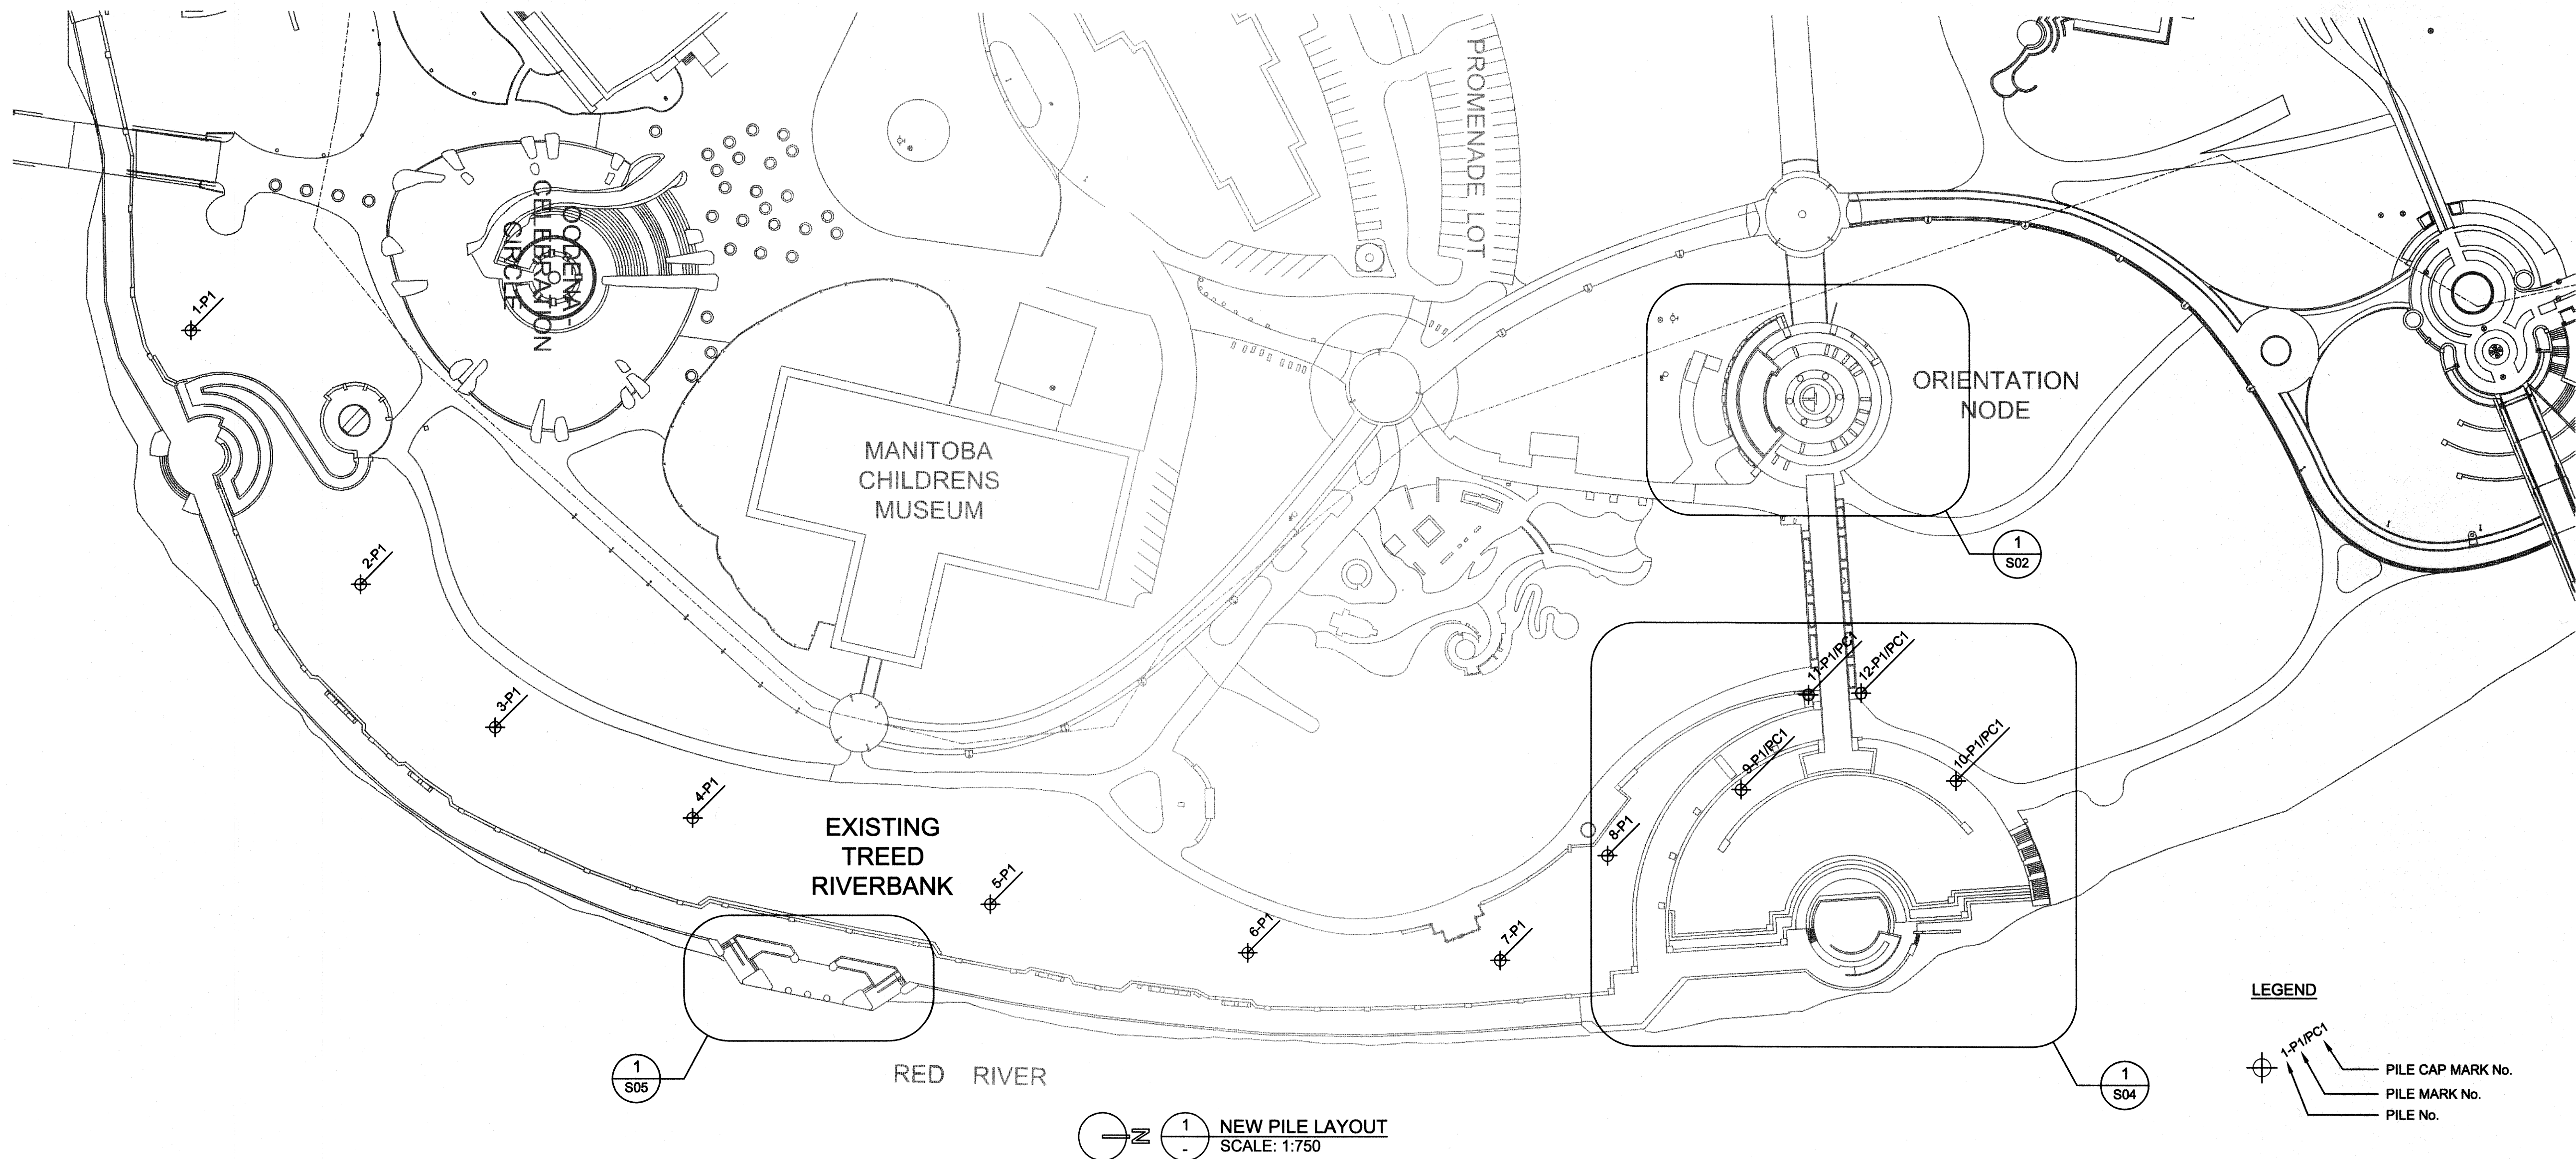 PROMENADE LOT
OODENA -
CELEBRATION
CIRCLE
1-P1
MANITOBA
CHILDRENS
MUSEUM
ORIENTATION
NODE
1
S02
2-P1
3-P1
4-P1
11-P1/PC1
12-P1/PC1
9-P1/PC1
10-P1/PC1
EXISTING
TREED
RIVERBANK
5-P1
6-P1
7-P1
8-P1
1
S05
RED RIVER
1
S04
LEGEND
1-P1/PC1
PILE CAP MARK No.
PILE MARK No.
PILE No.
N
1
-
NEW PILE LAYOUT
SCALE: 1:750